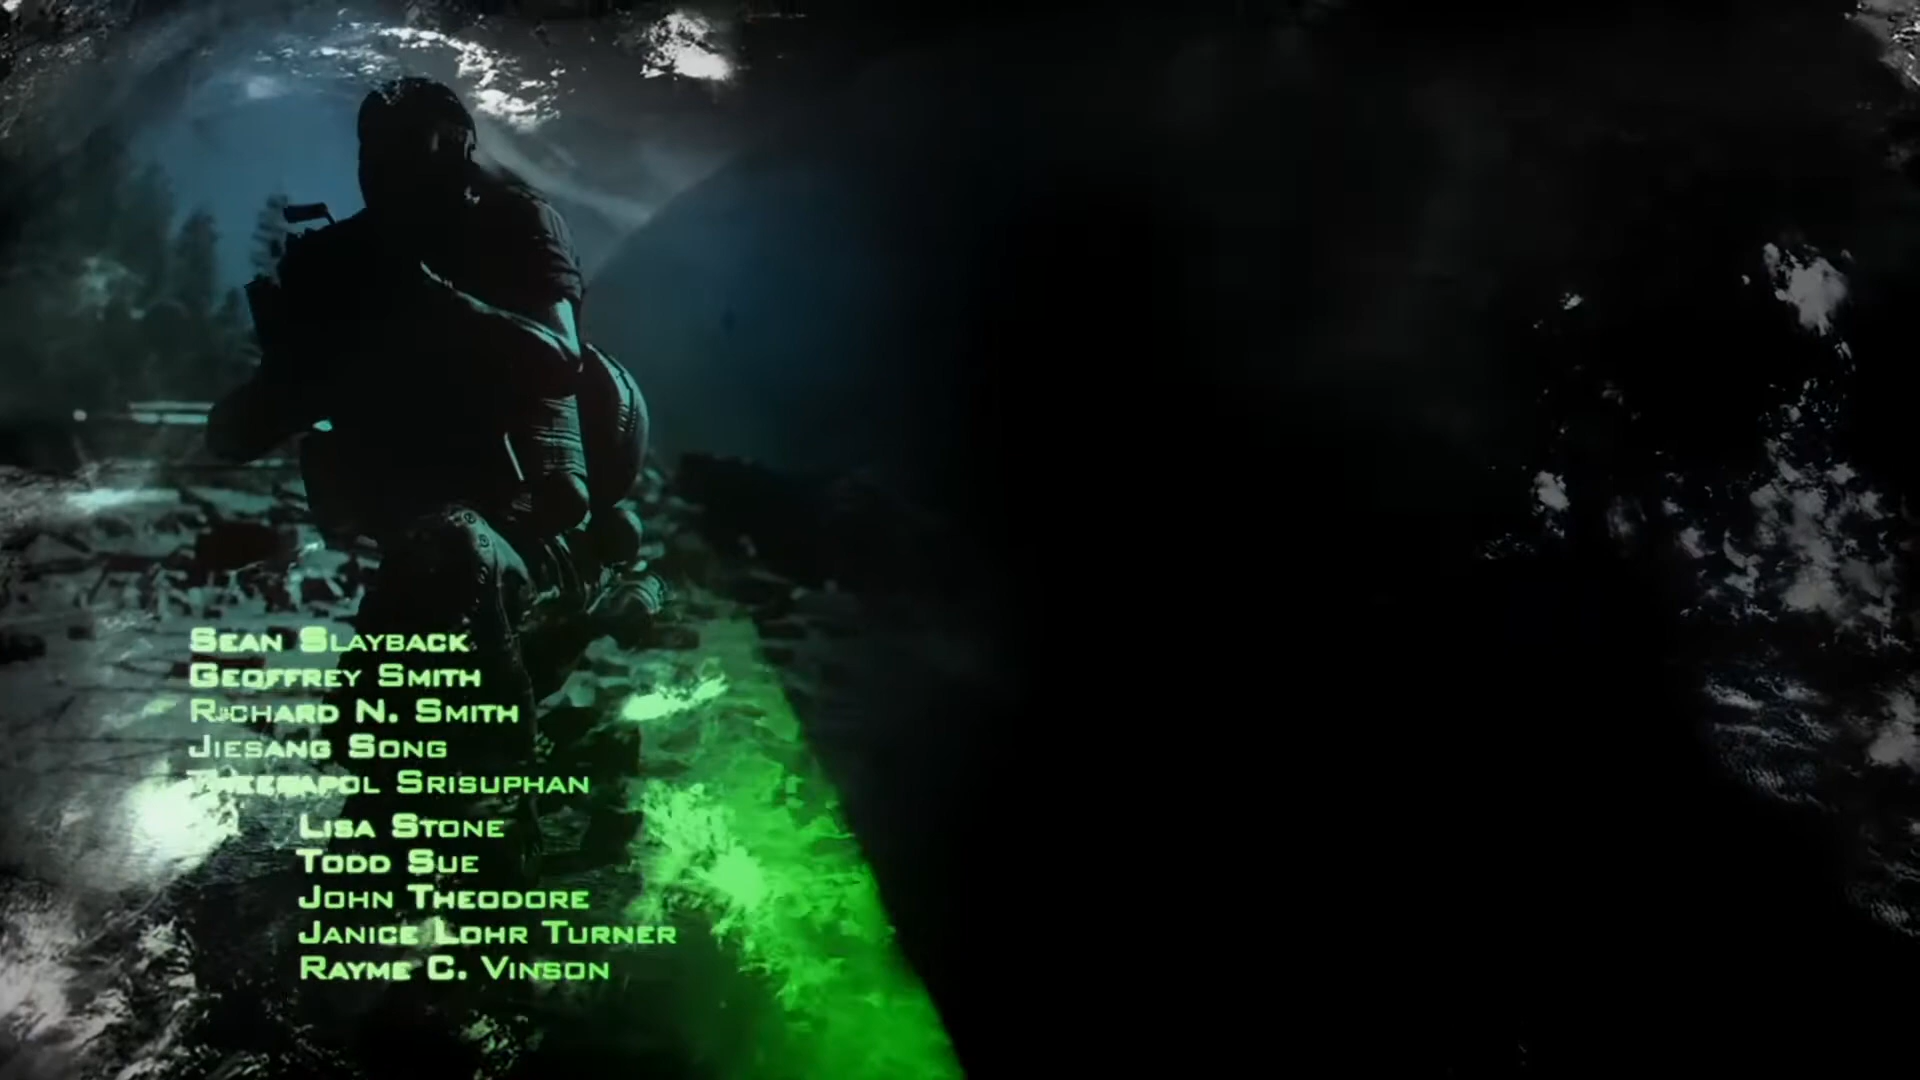 Sean Slayback
Geoffrey Smith
Richard N. Smith
Jiesang Song
Theerapol Srisuphan
Lisa Stone
Todd Sue
John Theodore
Janice Lohr Turner
Rayme C. Vinson